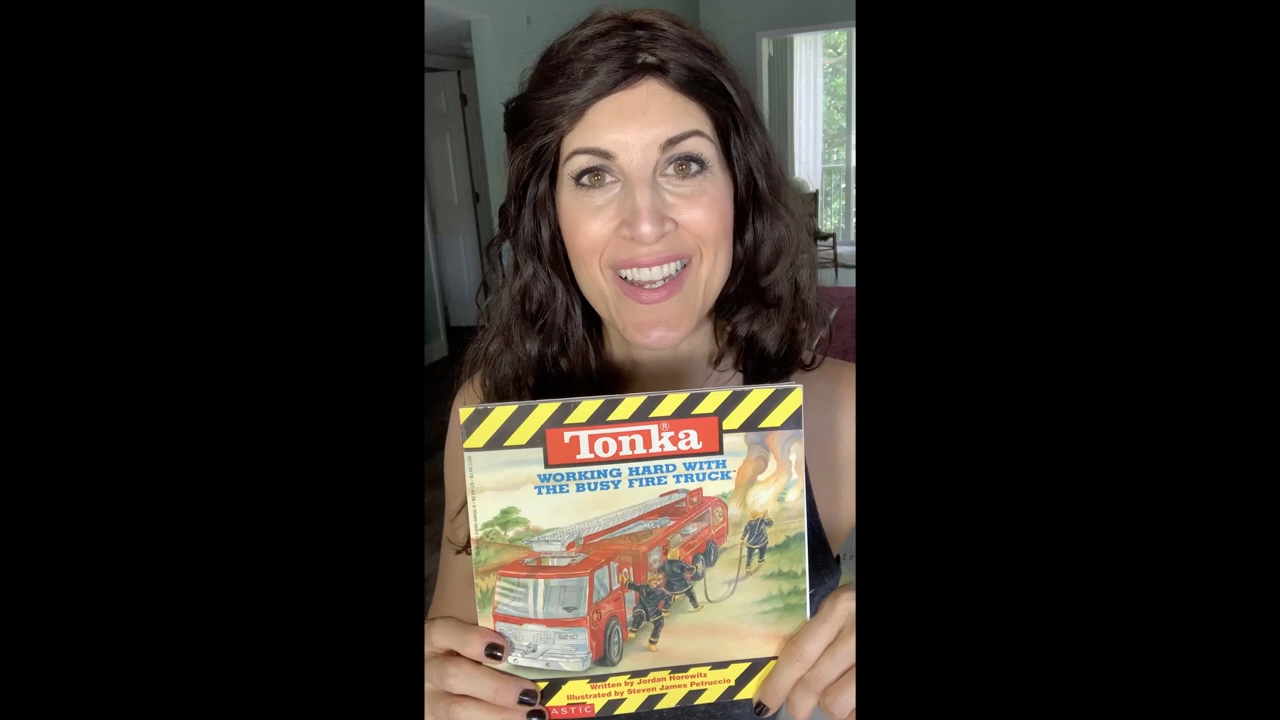 Tonka®
WORKING HARD WITH
THE BUSY FIRE TRUCK™
Written by Jordan Horowitz
Illustrated by Steven James Petruccio
ASTIC